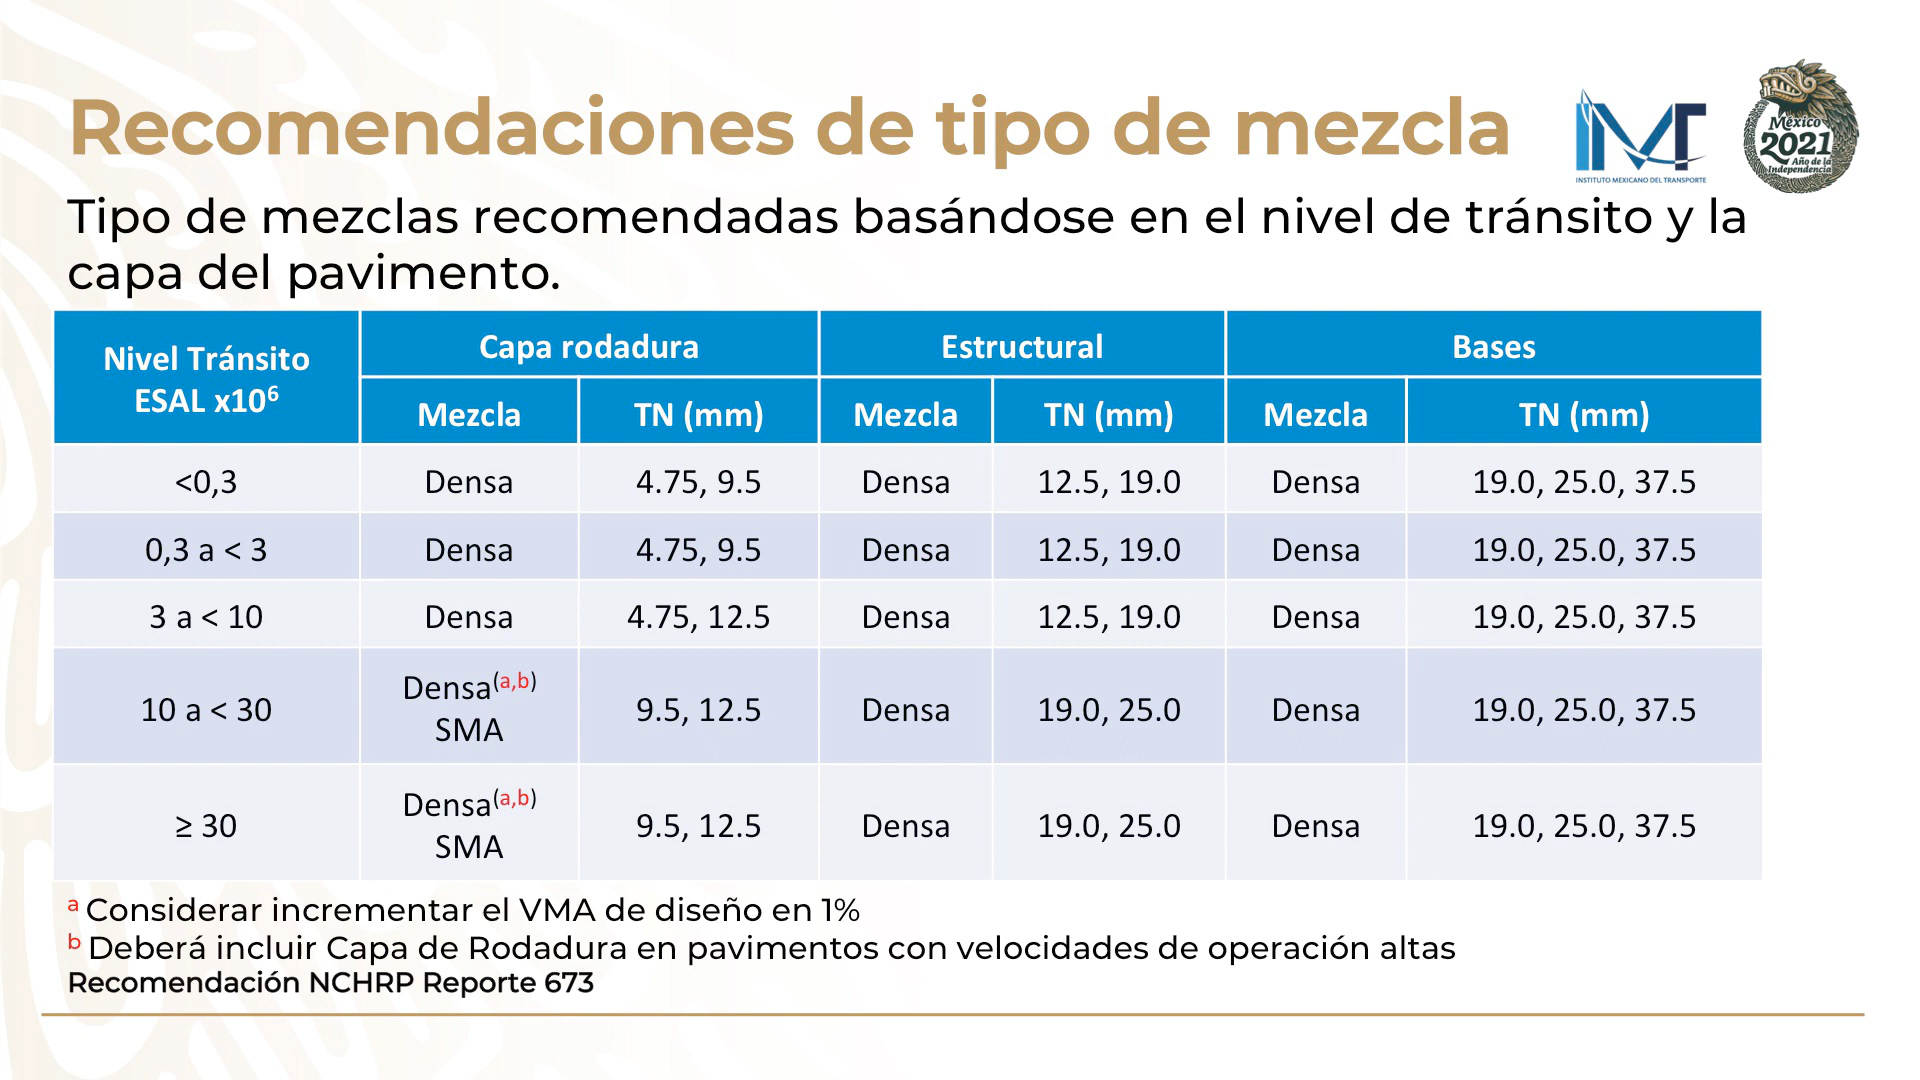 Recomendaciones de tipo de mezcla
INSTITUTO MEXICANO DEL TRANSPORTE
México
2021
Año de la
Independencia
Tipo de mezclas recomendadas basándose en el nivel de tránsito y la
capa del pavimento.
Nivel Tránsito
ESAL x10⁶
Capa rodadura Estructural Bases
Mezcla TN (mm) Mezcla TN (mm) Mezcla TN (mm)
<0,3 Densa 4.75, 9.5 Densa 12.5, 19.0 Densa 19.0, 25.0, 37.5
0,3 a < 3 Densa 4.75, 9.5 Densa 12.5, 19.0 Densa 19.0, 25.0, 37.5
3 a < 10 Densa 4.75, 12.5 Densa 12.5, 19.0 Densa 19.0, 25.0, 37.5
10 a < 30 Densa(a,b) SMA 9.5, 12.5 Densa 19.0, 25.0 Densa 19.0, 25.0, 37.5
≥ 30 Densa(a,b) SMA 9.5, 12.5 Densa 19.0, 25.0 Densa 19.0, 25.0, 37.5
a Considerar incrementar el VMA de diseño en 1%
b Deberá incluir Capa de Rodadura en pavimentos con velocidades de operación altas
Recomendación NCHRP Reporte 673